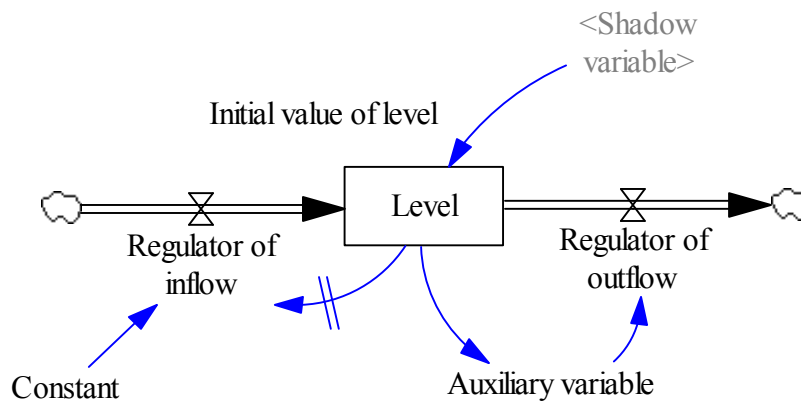 <Shadow
variable>
Initial value of level
Level
Regulator of
inflow
Regulator of
outflow
Constant
Auxiliary variable